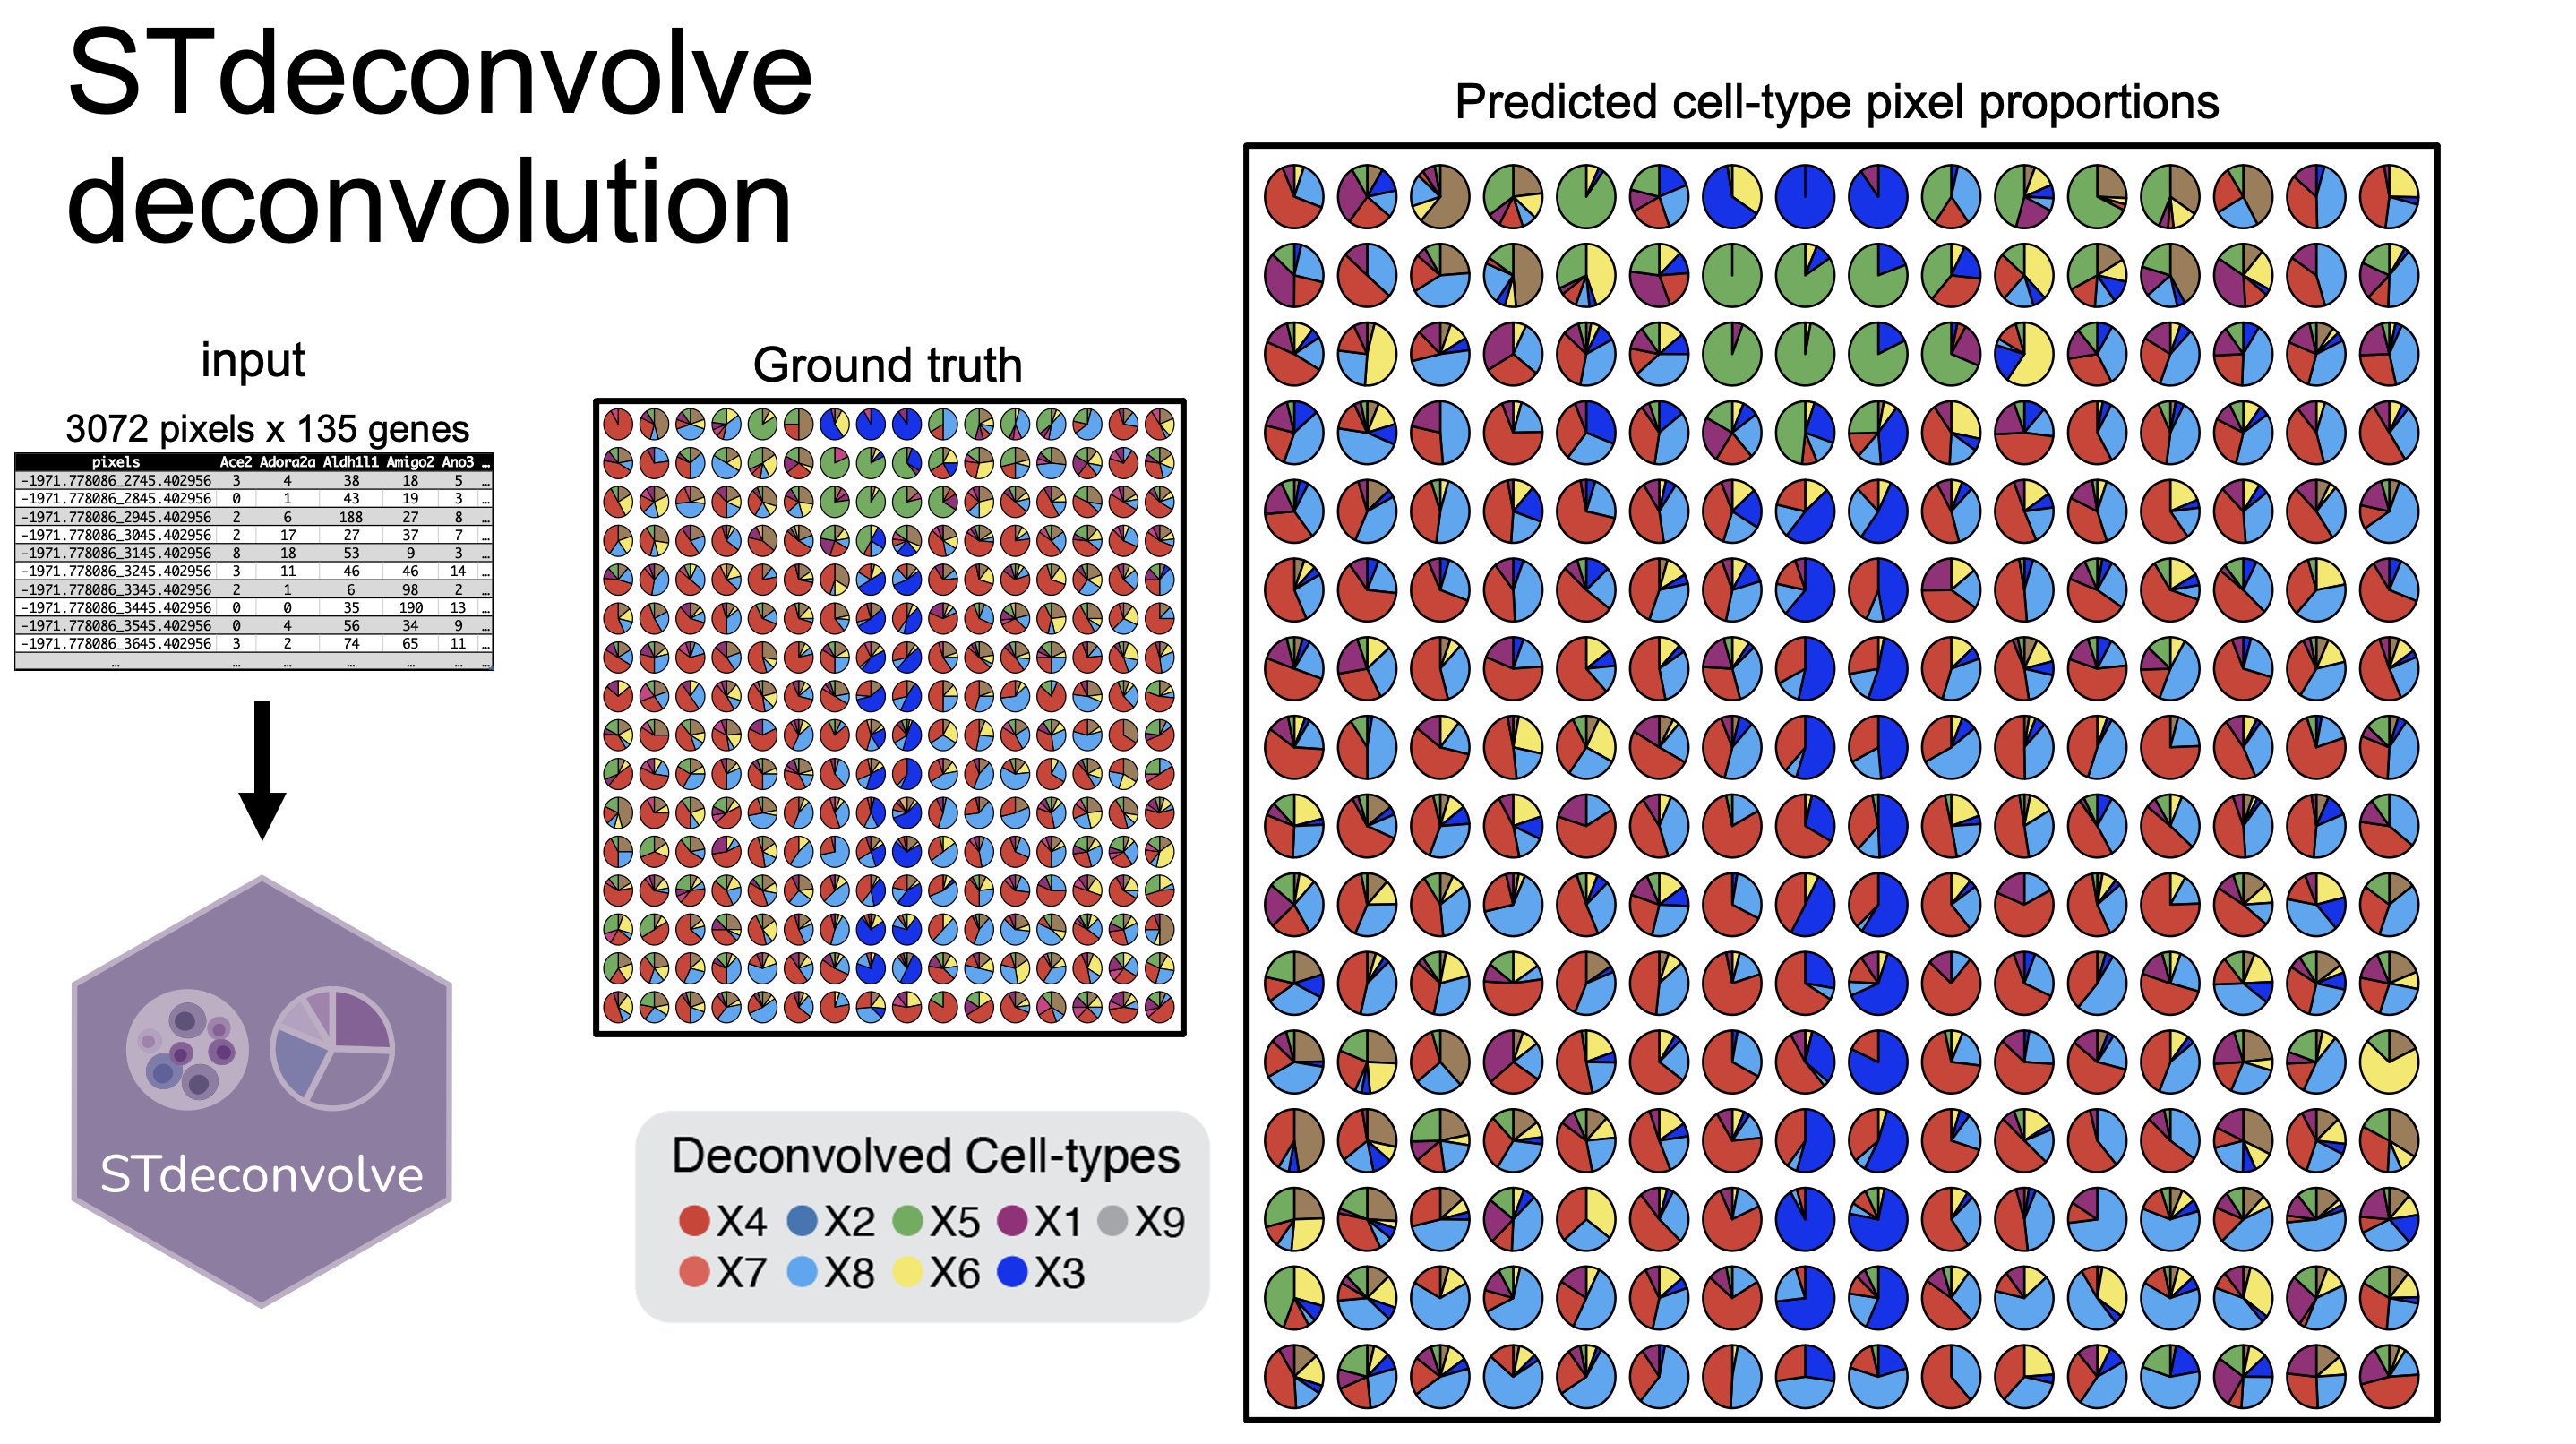 STdeconvolve
deconvolution
input
3072 pixels x 135 genes
pixels Ace2 Adora2a Aldh1l1 Amigo2 Ano3 …
-1971.778086_2745.402956 3 4 38 18 5 …
-1971.778086_2845.402956 0 1 43 19 3 …
-1971.778086_2945.402956 2 6 188 27 8 …
-1971.778086_3045.402956 2 17 27 37 7 …
-1971.778086_3145.402956 8 18 53 9 3 …
-1971.778086_3245.402956 3 11 46 46 14 …
-1971.778086_3345.402956 2 1 6 98 2 …
-1971.778086_3445.402956 0 0 35 190 13 …
-1971.778086_3545.402956 0 4 56 34 9 …
-1971.778086_3645.402956 3 2 74 65 11 …
… … … … … … …
STdeconvolve
Ground truth
Deconvolved Cell-types
X4 X2 X5 X1 X9
X7 X8 X6 X3
Predicted cell-type pixel proportions